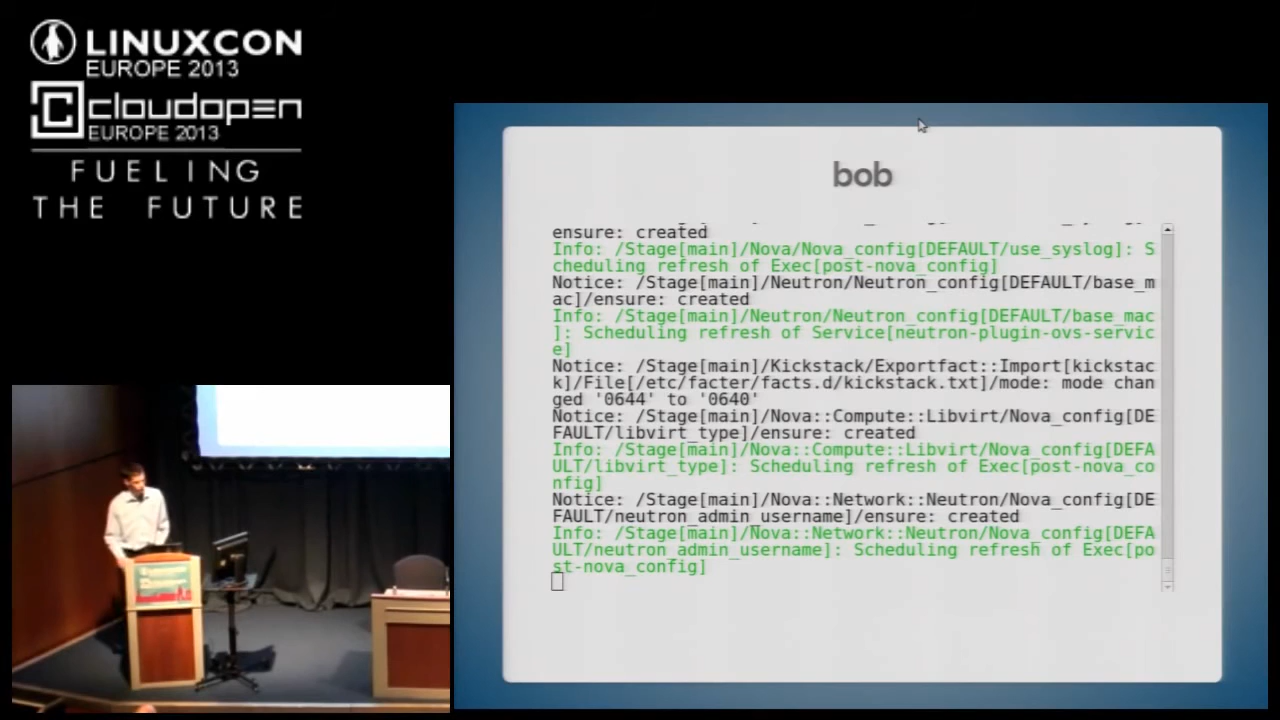 LINUXCON
EUROPE 2013
cloudopen
EUROPE 2013
FUELING
THE FUTURE
bob
ensure: created
Info: /Stage[main]/Nova/Nova_config[DEFAULT/use_syslog]: S
cheduling refresh of Exec[post-nova_config]
Notice: /Stage[main]/Neutron/Neutron_config[DEFAULT/base_m
ac]/ensure: created
Info: /Stage[main]/Neutron/Neutron_config[DEFAULT/base_mac
]: Scheduling refresh of Service[neutron-plugin-ovs-servic
e]
Notice: /Stage[main]/Kickstack/Exportfact::Import[kickstac
k]/File[/etc/facter/facts.d/kickstack.txt]/mode: mode chan
ged '0644' to '0640'
Notice: /Stage[main]/Nova::Compute::Libvirt/Nova_config[DE
FAULT/libvirt_type]/ensure: created
Info: /Stage[main]/Nova::Compute::Libvirt/Nova_config[DEFA
ULT/libvirt_type]: Scheduling refresh of Exec[post-nova_co
nfig]
Notice: /Stage[main]/Nova::Network::Neutron/Nova_config[DE
FAULT/neutron_admin_username]/ensure: created
Info: /Stage[main]/Nova::Network::Neutron/Nova_config[DEFA
ULT/neutron_admin_username]: Scheduling refresh of Exec[po
st-nova_config]
LINUXCON